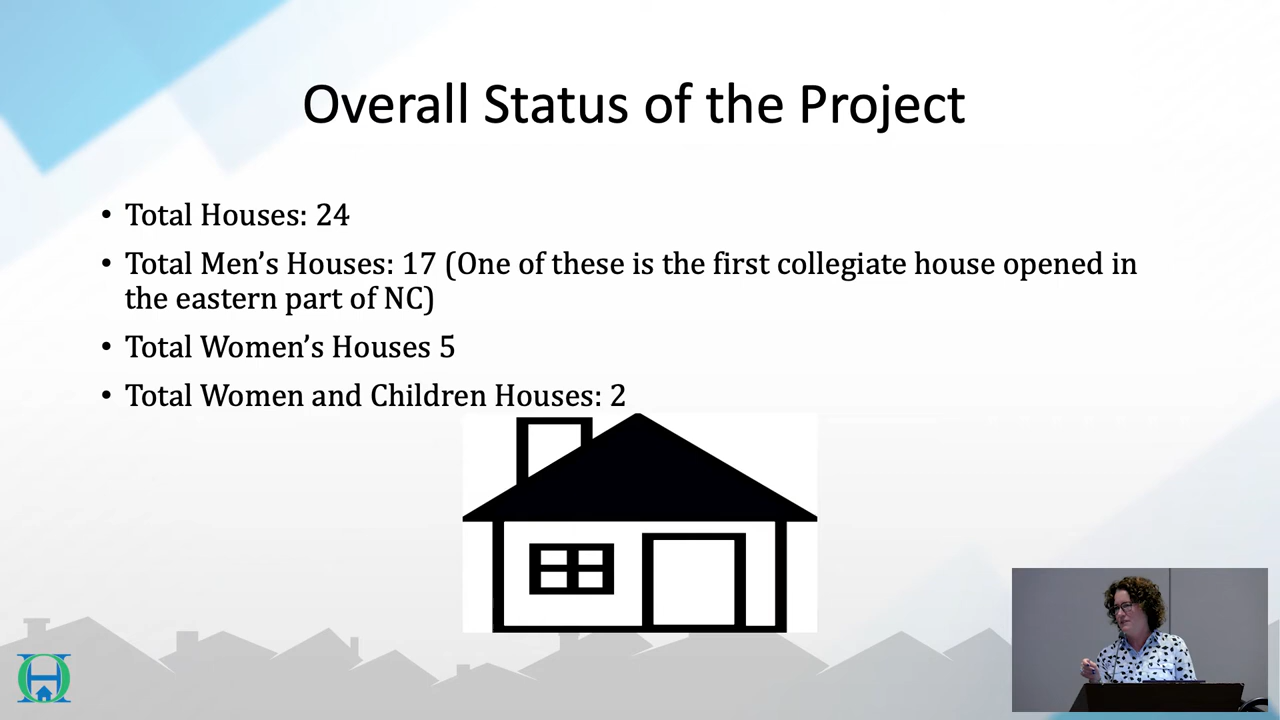 Overall Status of the Project
• Total Houses: 24
• Total Men’s Houses: 17 (One of these is the first collegiate house opened in
the eastern part of NC)
• Total Women’s Houses 5
• Total Women and Children Houses: 2